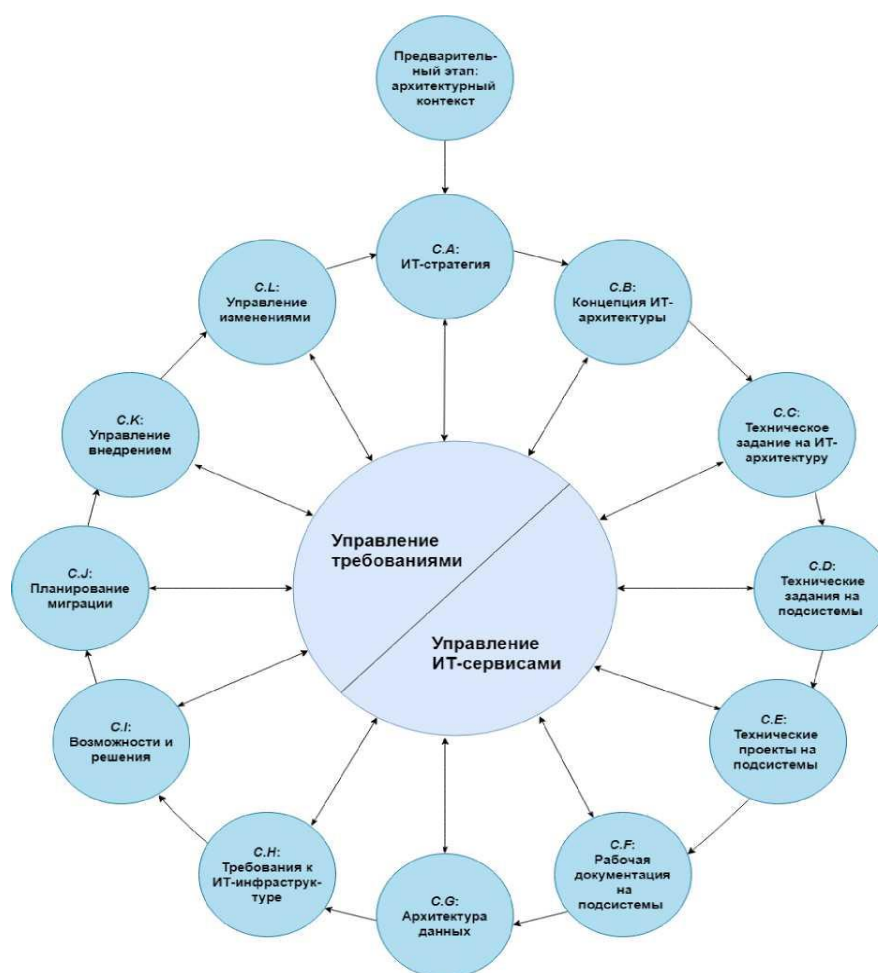 Предваритель-
ный этап:
архитектурный
контекст
C.A:
ИТ-стратегия
C.B:
Концепция ИТ-
архитектуры
C.C:
Техническое
задание на ИТ-
архитектуру
C.D:
Технические
задания на
подсистемы
C.E:
Технические
проекты на
подсистемы
C.F:
Рабочая
документация
на
подсистемы
C.G:
Архитектура
данных
C.H:
Требования к
ИТ-инфраструк-
туре
C.I:
Возможности и
решения
C.J:
Планирование
миграции
C.K:
Управление
внедрением
C.L:
Управление
изменениями
Управление
требованиями
Управление
ИТ-сервисами